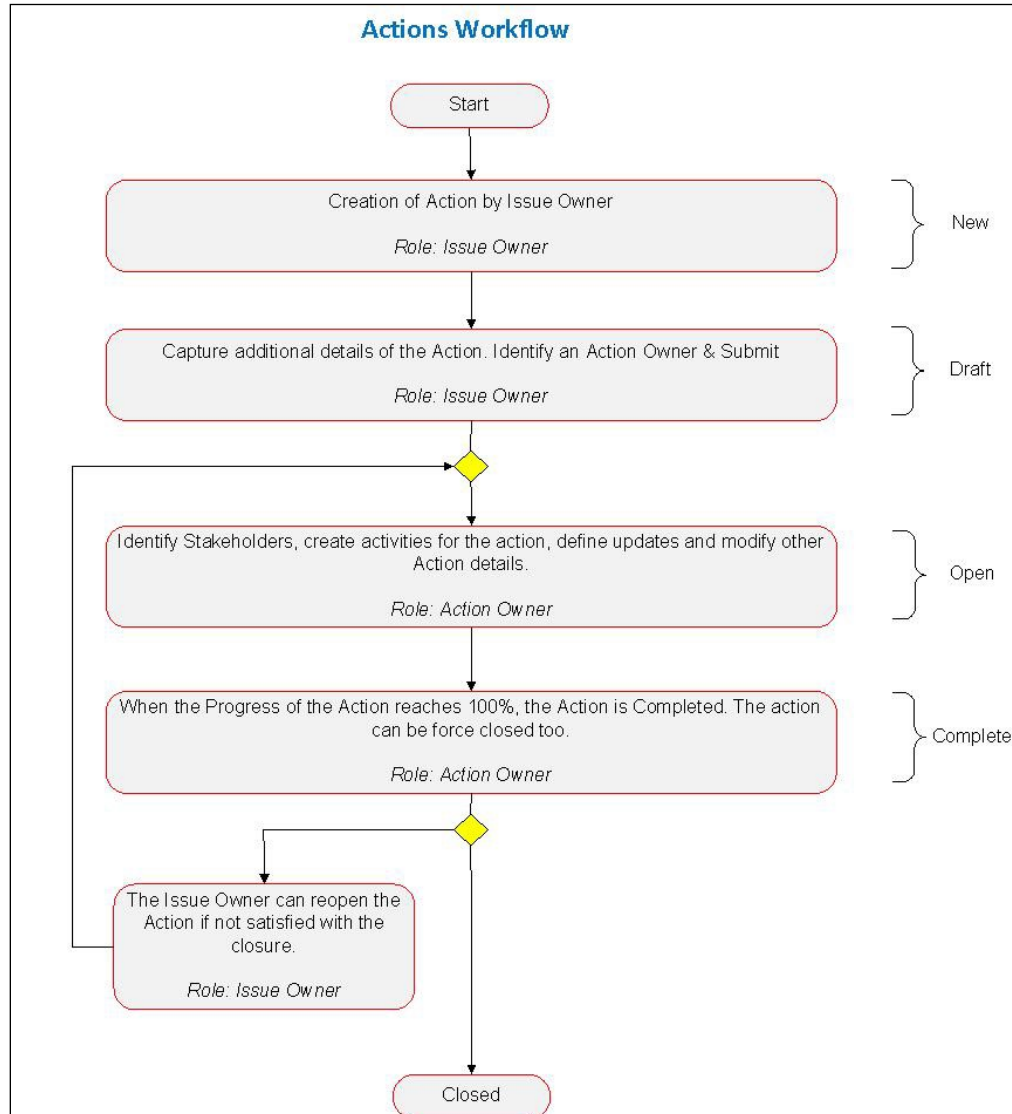 Actions Workflow
Start
Creation of Action by Issue Owner
Role: Issue Owner
New
Capture additional details of the Action. Identify an Action Owner & Submit
Role: Issue Owner
Draft
Identify Stakeholders, create activities for the action, define updates and modify other
Action details.
Role: Action Owner
Open
When the Progress of the Action reaches 100%, the Action is Completed. The action
can be force closed too.
Role: Action Owner
Complete
The Issue Owner can reopen the
Action if not satisfied with the
closure.
Role: Issue Owner
Closed